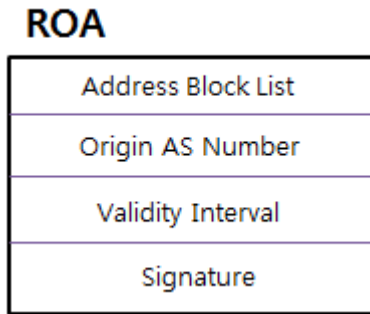 ROA
Address Block List
Origin AS Number
Validity Interval
Signature